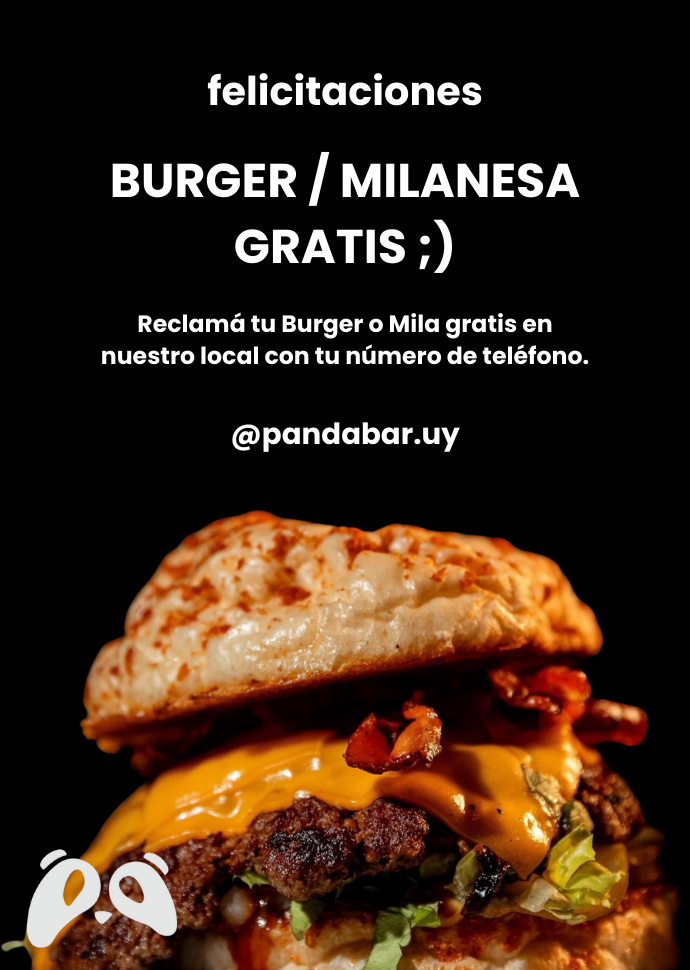 felicitaciones
BURGER / MILANESA
GRATIS ;)
Reclamá tu Burger o Mila gratis en
nuestro local con tu número de teléfono.
@pandabar.uy